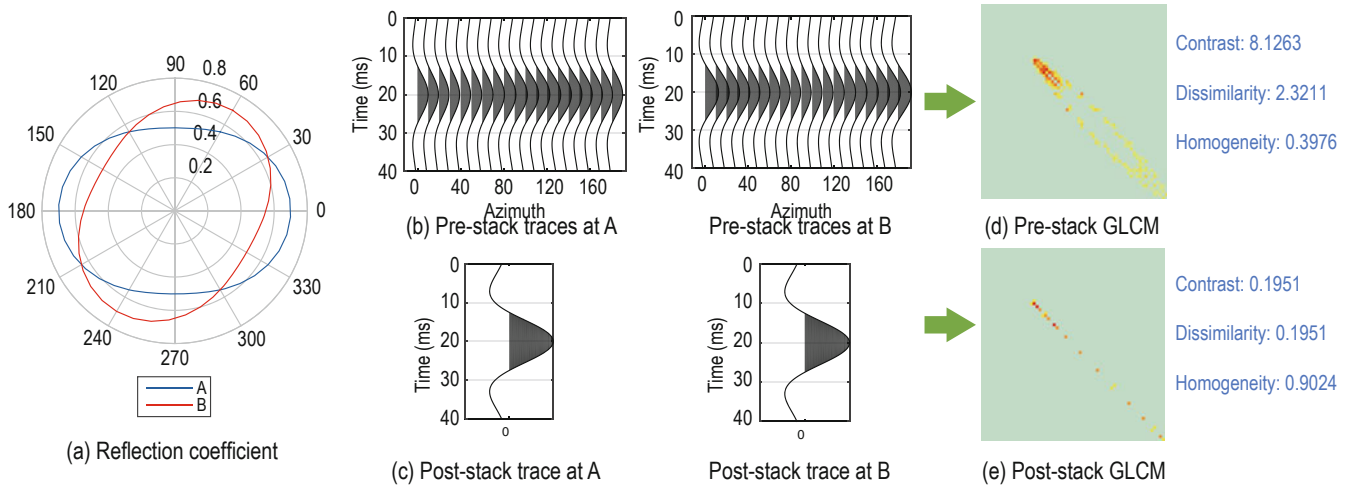 90
120
60
0.8
0.6
150
30
0.4
0.2
180
0
210
330
240
300
270
A
B
(a) Reflection coefficient
0
10
20
30
40
Time (ms)
0 40 80 120 160
Azimuth
(b) Pre-stack traces at A
0
10
20
30
40
Time (ms)
0 40 80 120 160
Azimuth
Pre-stack traces at B
Contrast: 8.1263
Dissimilarity: 2.3211
Homogeneity: 0.3976
(d) Pre-stack GLCM
0
10
20
30
40
Time (ms)
0
(c) Post-stack trace at A
0
10
20
30
40
Time (ms)
0
Post-stack trace at B
Contrast: 0.1951
Dissimilarity: 0.1951
Homogeneity: 0.9024
(e) Post-stack GLCM